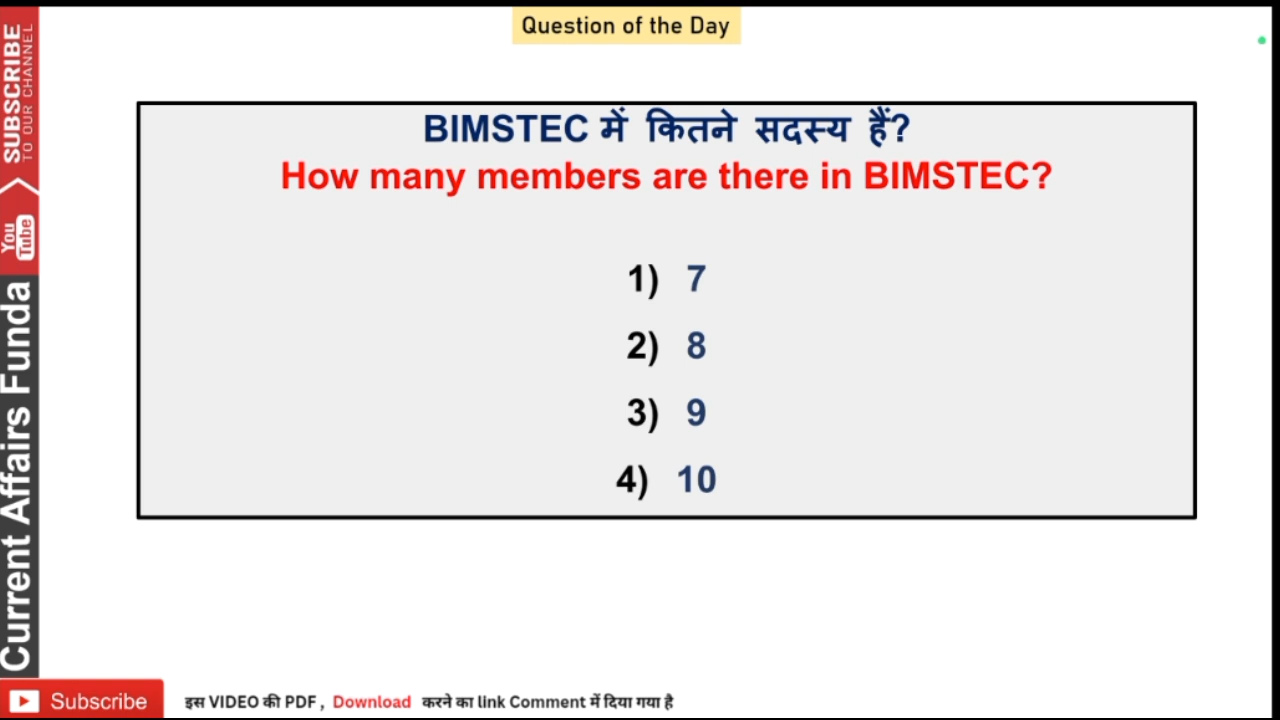 Question of the Day
BIMSTEC में कितने सदस्य हैं?
How many members are there in BIMSTEC?
1) 7
2) 8
3) 9
4) 10
SUBSCRIBE
TO OUR CHANNEL
You
Tube
Current Affairs Funda
Subscribe
इस VIDEO की PDF , Download करने का link Comment में दिया गया है